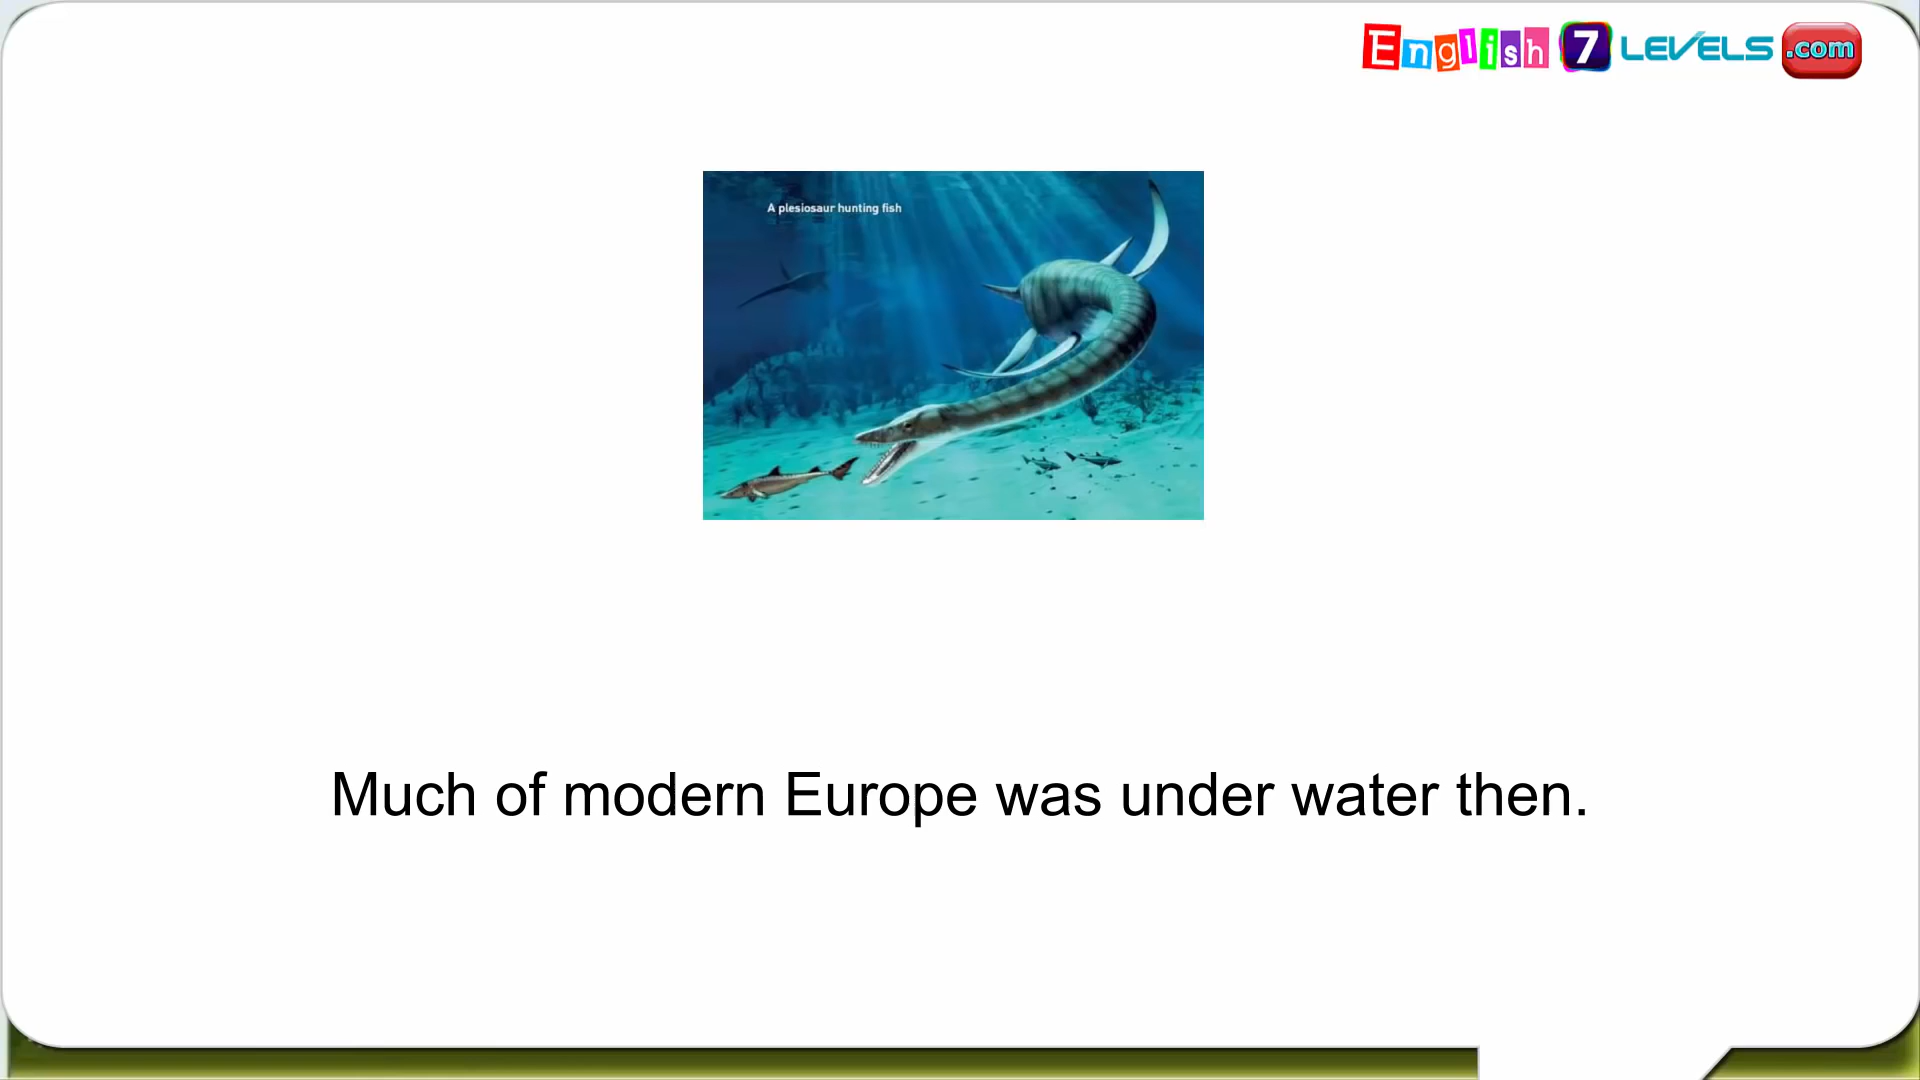 English 7 LEVELS .com
A plesiosaur hunting fish
Much of modern Europe was under water then.